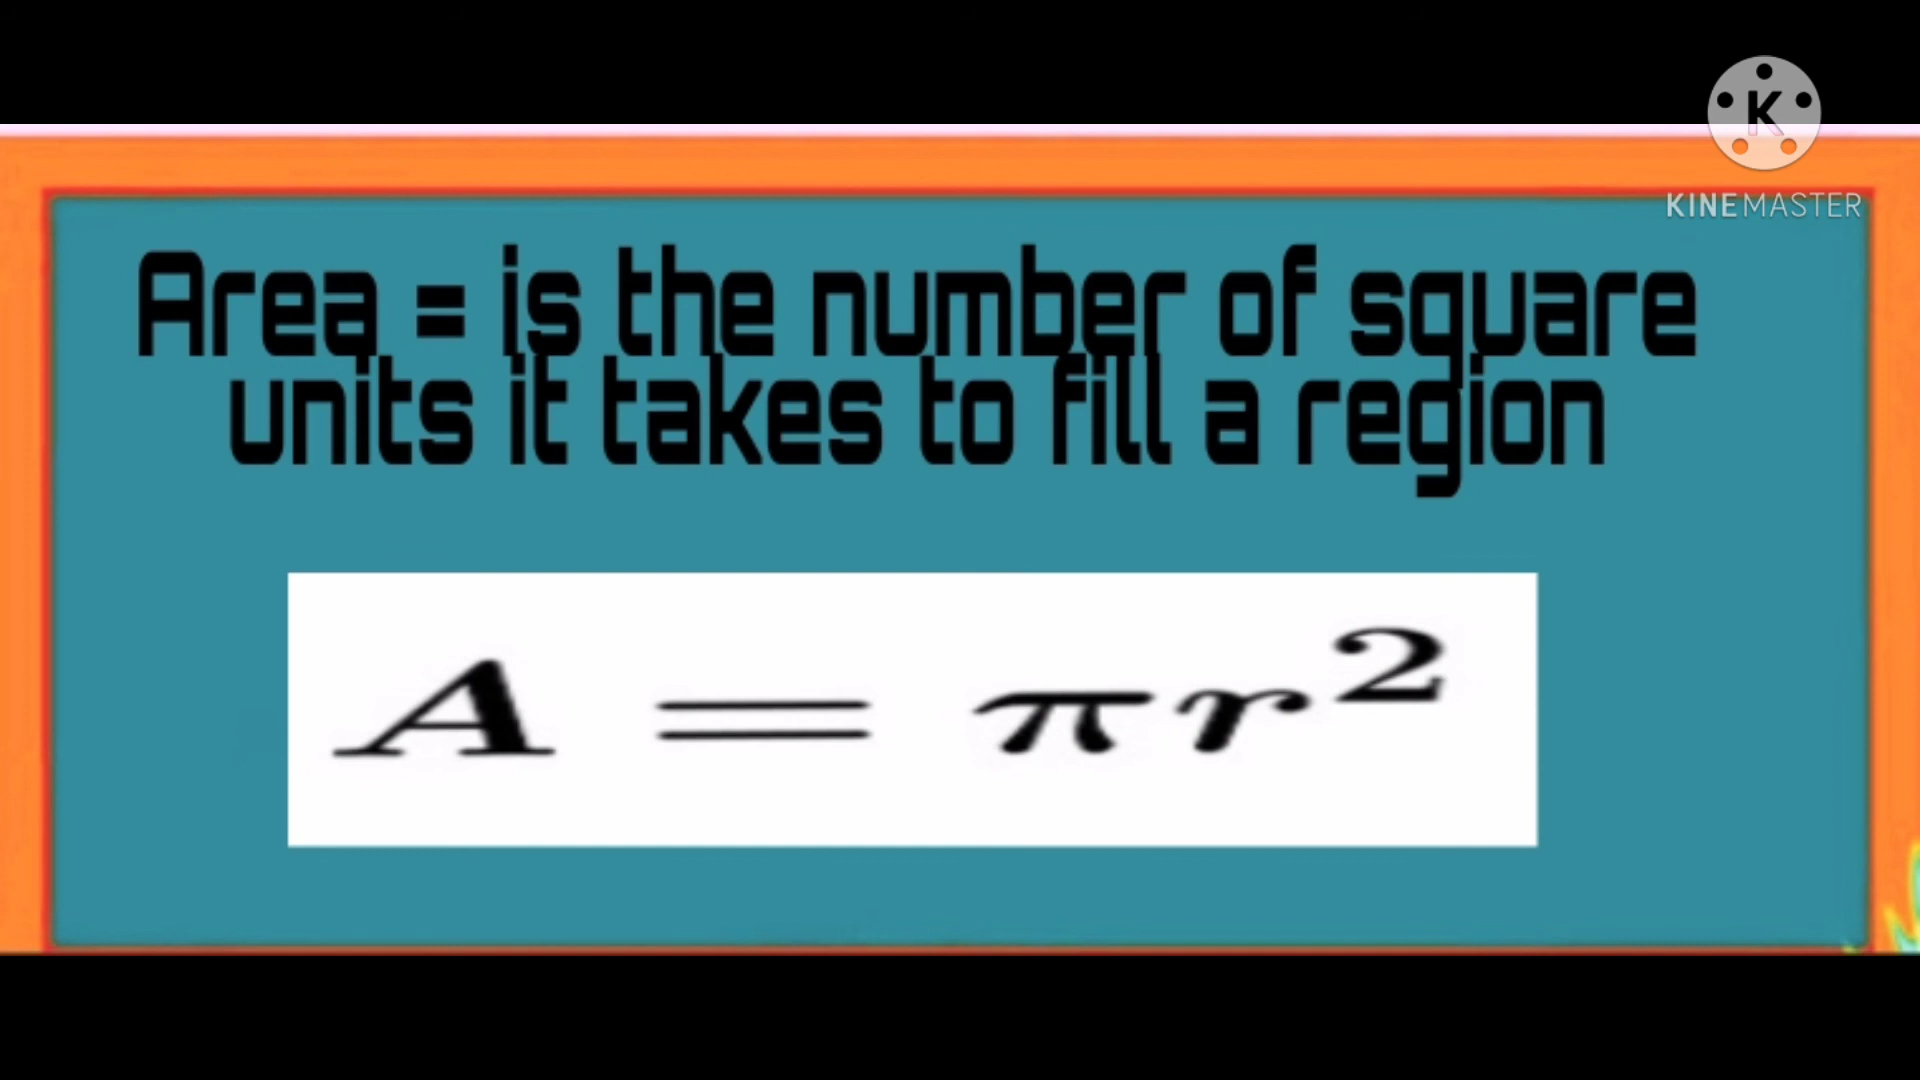 K
KINEMASTER
Area = is the number of square
units it takes to fill a region
A = πr²